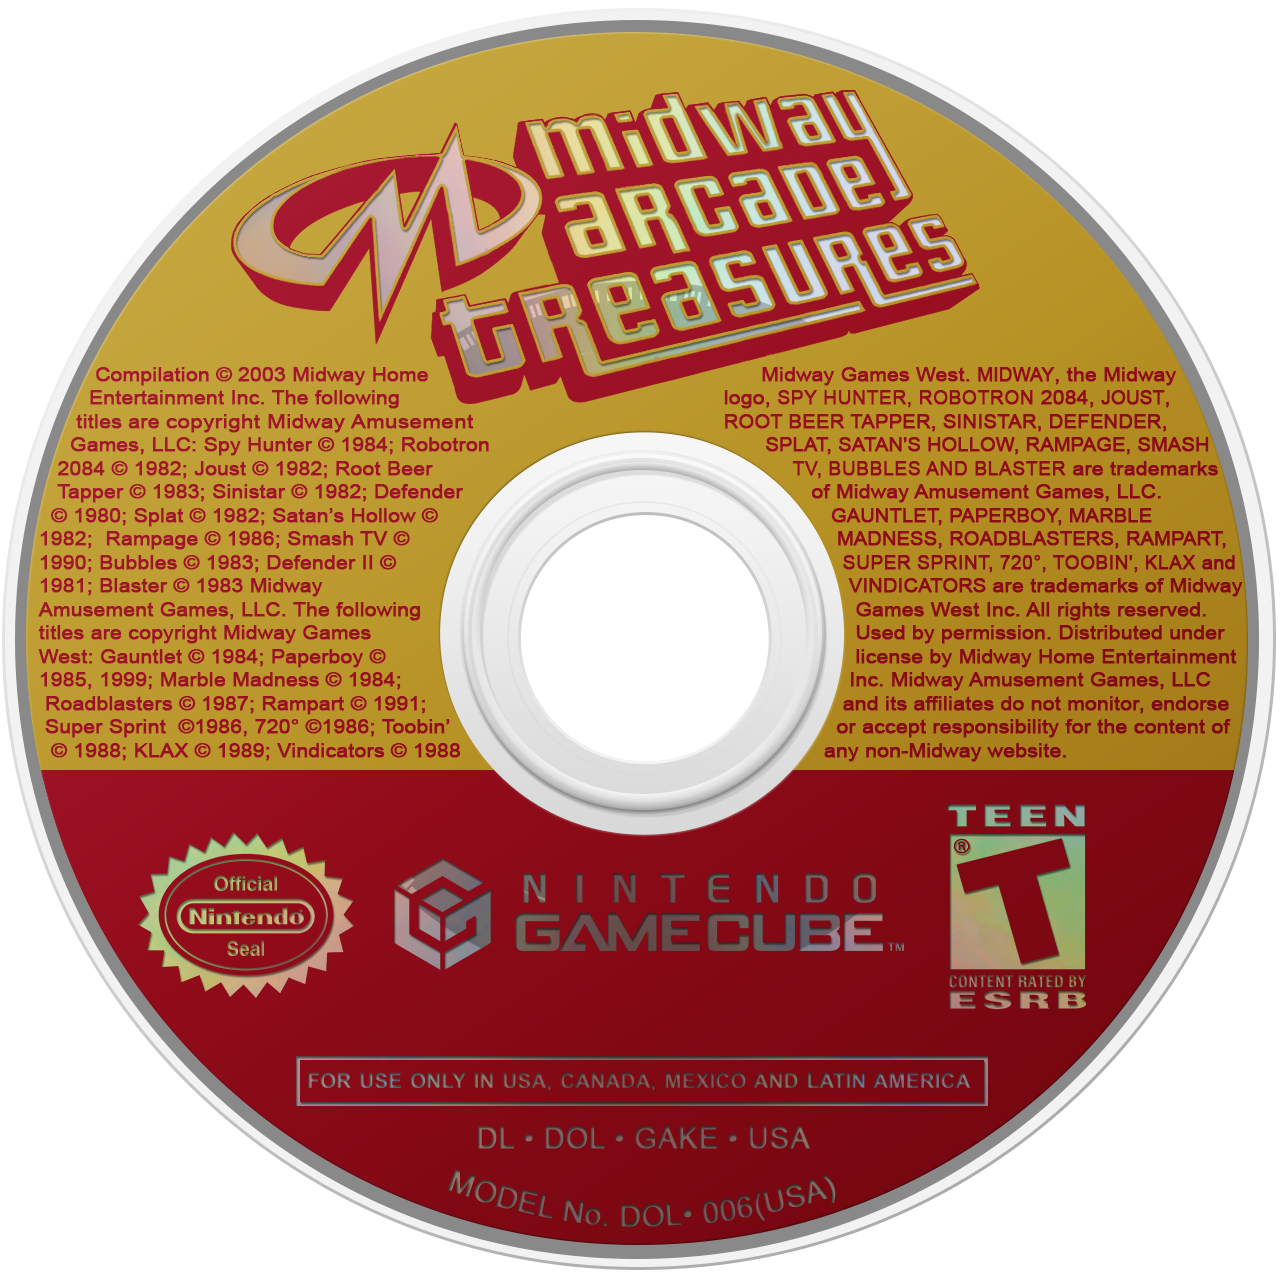 midway
arcade
treasures
Compilation © 2003 Midway Home
Entertainment Inc. The following
titles are copyright Midway Amusement
Games, LLC: Spy Hunter © 1984; Robotron
2084 © 1982; Joust © 1982; Root Beer
Tapper © 1983; Sinistar © 1982; Defender
© 1980; Splat © 1982; Satan’s Hollow ©
1982;  Rampage © 1986; Smash TV ©
1990; Bubbles © 1983; Defender II ©
1981; Blaster © 1983 Midway
Amusement Games, LLC. The following
titles are copyright Midway Games
West: Gauntlet © 1984; Paperboy ©
1985, 1999; Marble Madness © 1984;
Roadblasters © 1987; Rampart © 1991;
Super Sprint  ©1986, 720° ©1986; Toobin’
© 1988; KLAX © 1989; Vindicators © 1988
Midway Games West. MIDWAY, the Midway
logo, SPY HUNTER, ROBOTRON 2084, JOUST,
ROOT BEER TAPPER, SINISTAR, DEFENDER,
SPLAT, SATAN'S HOLLOW, RAMPAGE, SMASH
TV, BUBBLES AND BLASTER are trademarks
of Midway Amusement Games, LLC.
GAUNTLET, PAPERBOY, MARBLE
MADNESS, ROADBLASTERS, RAMPART,
SUPER SPRINT, 720°, TOOBIN', KLAX and
VINDICATORS are trademarks of Midway
Games West Inc. All rights reserved.
Used by permission. Distributed under
license by Midway Home Entertainment
Inc. Midway Amusement Games, LLC
and its affiliates do not monitor, endorse
or accept responsibility for the content of
any non-Midway website.
Official
Nintendo®
Seal
NINTENDO
GAMECUBE™
TEEN
®
T
CONTENT RATED BY
ESRB
FOR USE ONLY IN USA, CANADA, MEXICO AND LATIN AMERICA
DL • DOL • GAKE • USA
MODEL No. DOL• 006(USA)